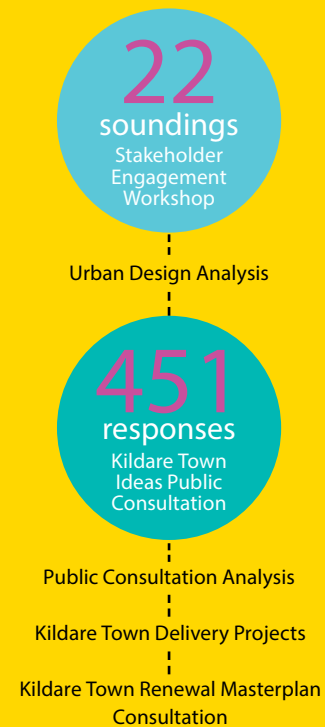 22
soundings
Stakeholder
Engagement
Workshop
Urban Design Analysis
451
responses
Kildare Town
Ideas Public
Consultation
Public Consultation Analysis
Kildare Town Delivery Projects
Kildare Town Renewal Masterplan
Consultation